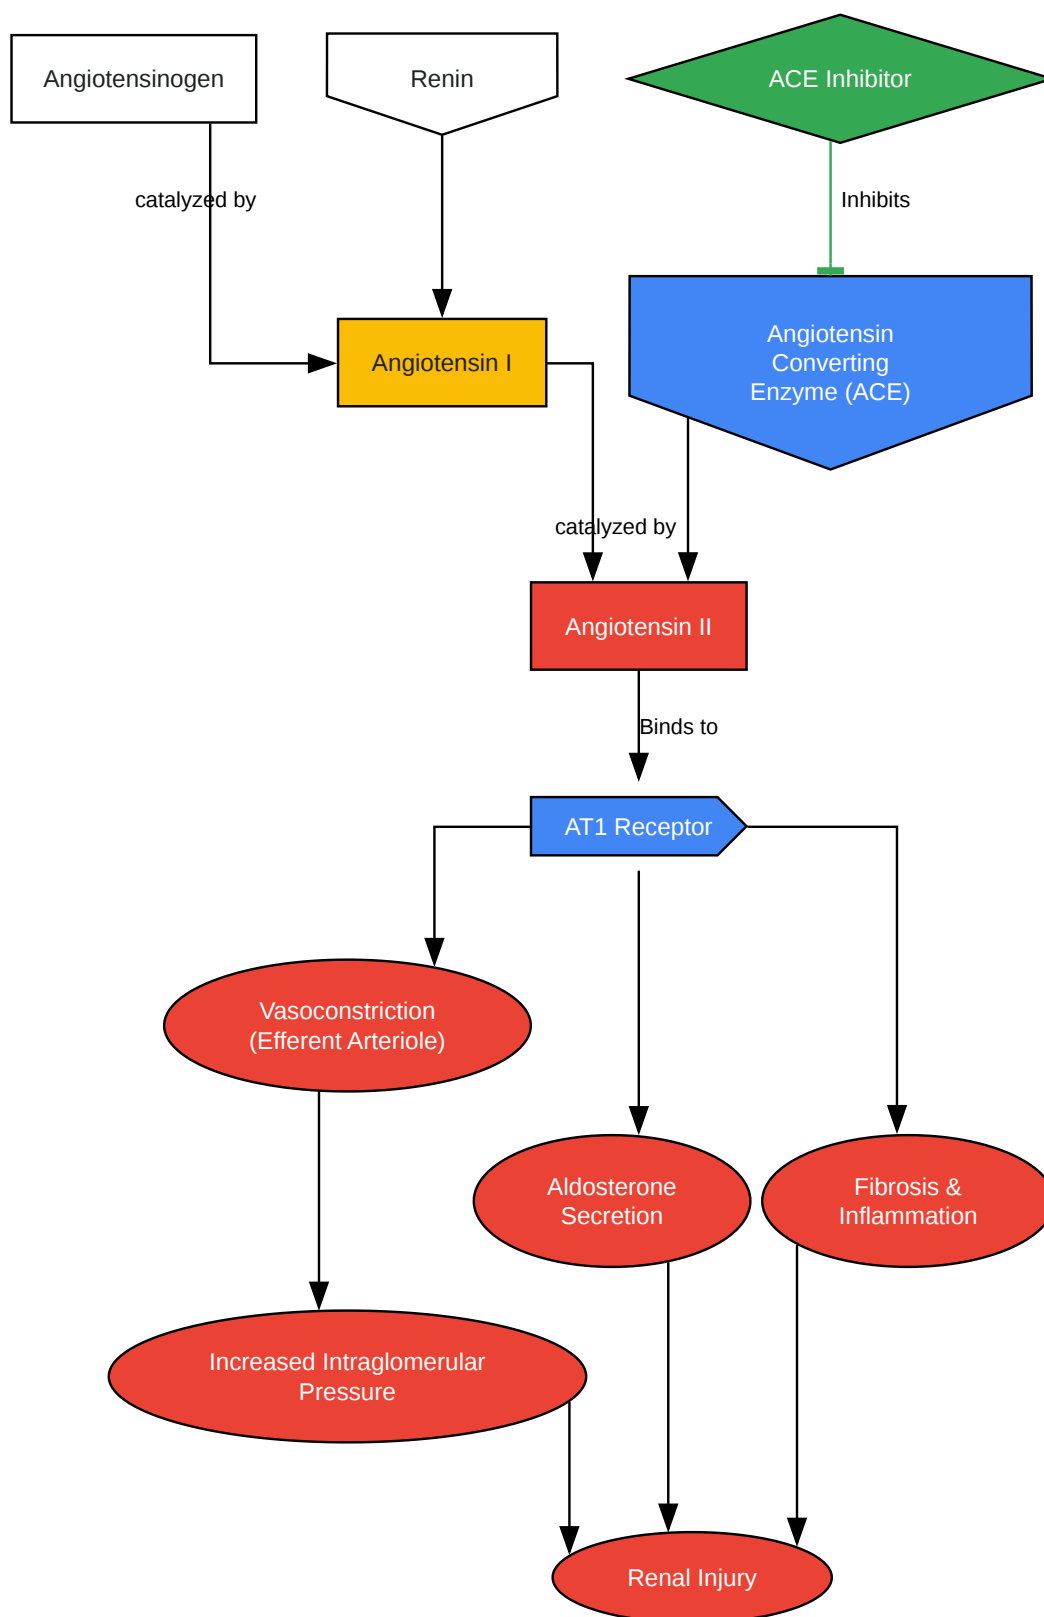 Angiotensinogen
Renin
ACE Inhibitor
catalyzed by
Inhibits
Angiotensin
Converting
Enzyme (ACE)
Angiotensin I
catalyzed by
Angiotensin II
Binds to
AT1 Receptor
Vasoconstriction
(Efferent Arteriole)
Aldosterone
Secretion
Fibrosis &
Inflammation
Increased Intraglomerular
Pressure
Renal Injury